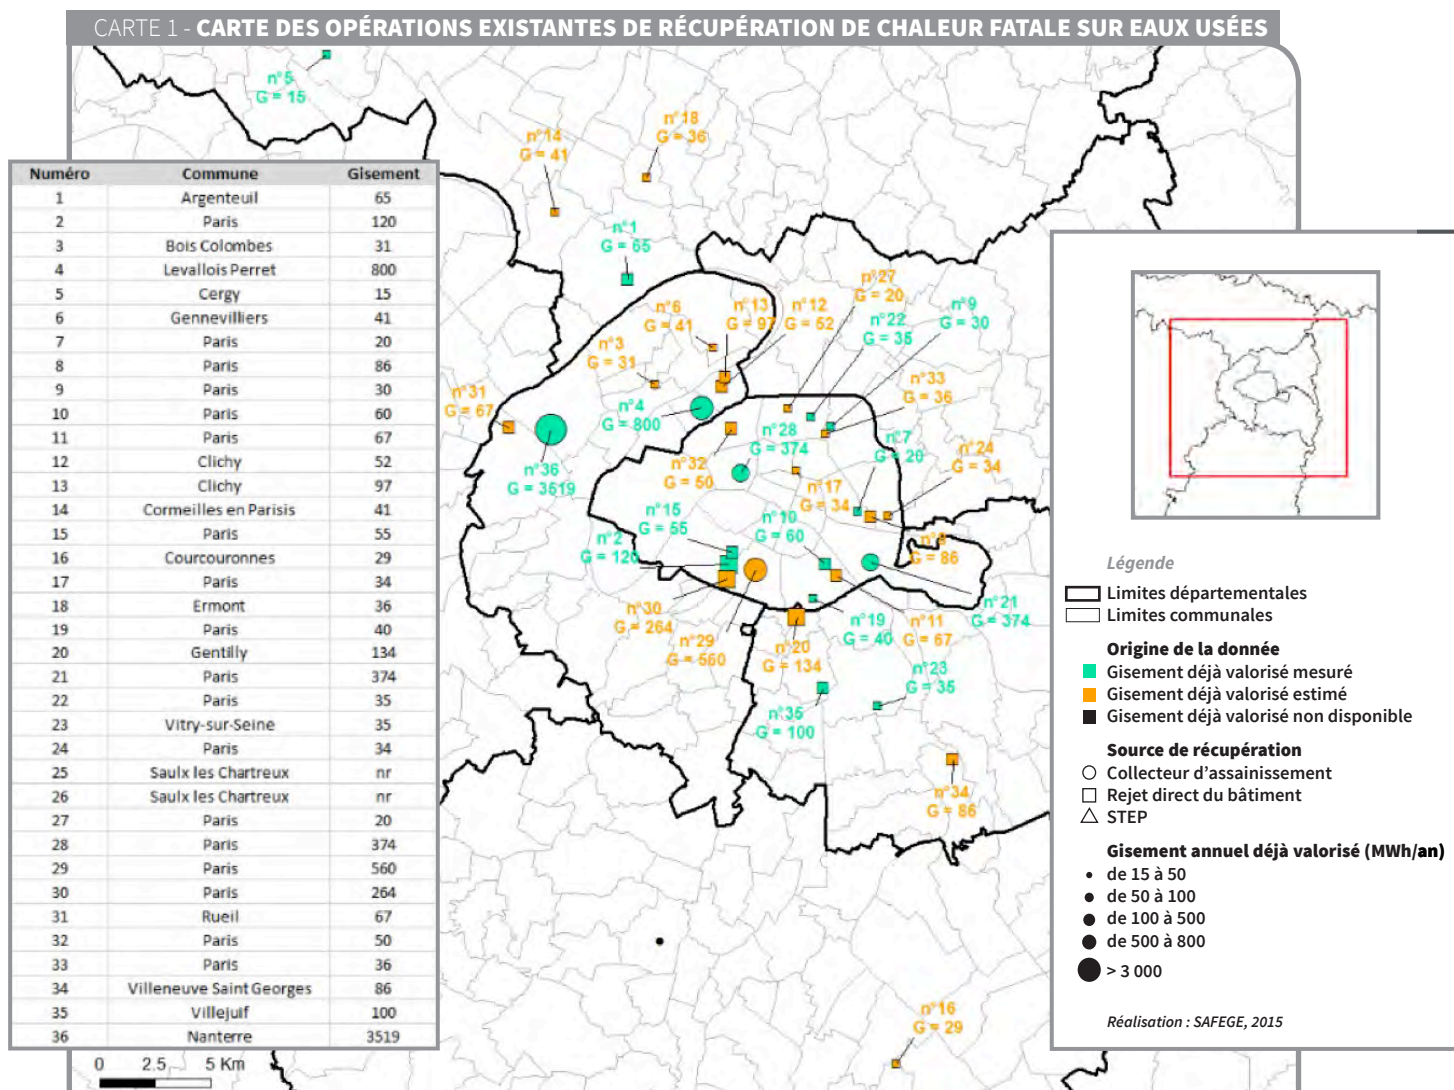 CARTE 1 - CARTE DES OPÉRATIONS EXISTANTES DE RÉCUPÉRATION DE CHALEUR FATALE SUR EAUX USÉES
Numéro Commune Gisement
1 Argenteuil 65
2 Paris 120
3 Bois Colombes 31
4 Levallois Perret 800
5 Cergy 15
6 Gennevilliers 41
7 Paris 20
8 Paris 86
9 Paris 30
10 Paris 60
11 Paris 67
12 Clichy 52
13 Clichy 97
14 Cormeilles en Parisis 41
15 Paris 55
16 Courcouronnes 29
17 Paris 34
18 Ermont 36
19 Paris 40
20 Gentilly 134
21 Paris 374
22 Paris 35
23 Vitry-sur-Seine 35
24 Paris 34
25 Saulx les Chartreux nr
26 Saulx les Chartreux nr
27 Paris 20
28 Paris 374
29 Paris 560
30 Paris 264
31 Rueil 67
32 Paris 50
33 Paris 36
34 Villeneuve Saint Georges 86
35 Villejuif 100
36 Nanterre 3519
0 2.5 5 Km
n°5
G = 15
n°18
G = 36
n°14
G = 41
n°1
G = 65
n°27
G = 20
n°6
G = 41
n°13
G = 97
n°12
G = 52
n°22
G = 35
n°9
G = 30
n°3
G = 31
n°31
G = 67
n°4
G = 800
n°33
G = 36
n°28
G = 374
n°7
G = 20
n°24
G = 34
n°36
G = 3519
n°32
G = 50
n°17
G = 34
n°15
G = 55
n°10
G = 60
n°2
G = 120
n°8
G = 86
n°30
G = 264
n°29
G = 560
n°20
G = 134
n°19
G = 40
n°11
G = 67
n°21
G = 374
n°23
G = 35
n°35
G = 100
n°34
G = 86
n°16
G = 29
Légende
Limites départementales
Limites communales
Origine de la donnée
Gisement déjà valorisé mesuré
Gisement déjà valorisé estimé
Gisement déjà valorisé non disponible
Source de récupération
Collecteur d'assainissement
Rejet direct du bâtiment
STEP
Gisement annuel déjà valorisé (MWh/an)
de 15 à 50
de 50 à 100
de 100 à 500
de 500 à 800
> 3 000
Réalisation : SAFEGE, 2015